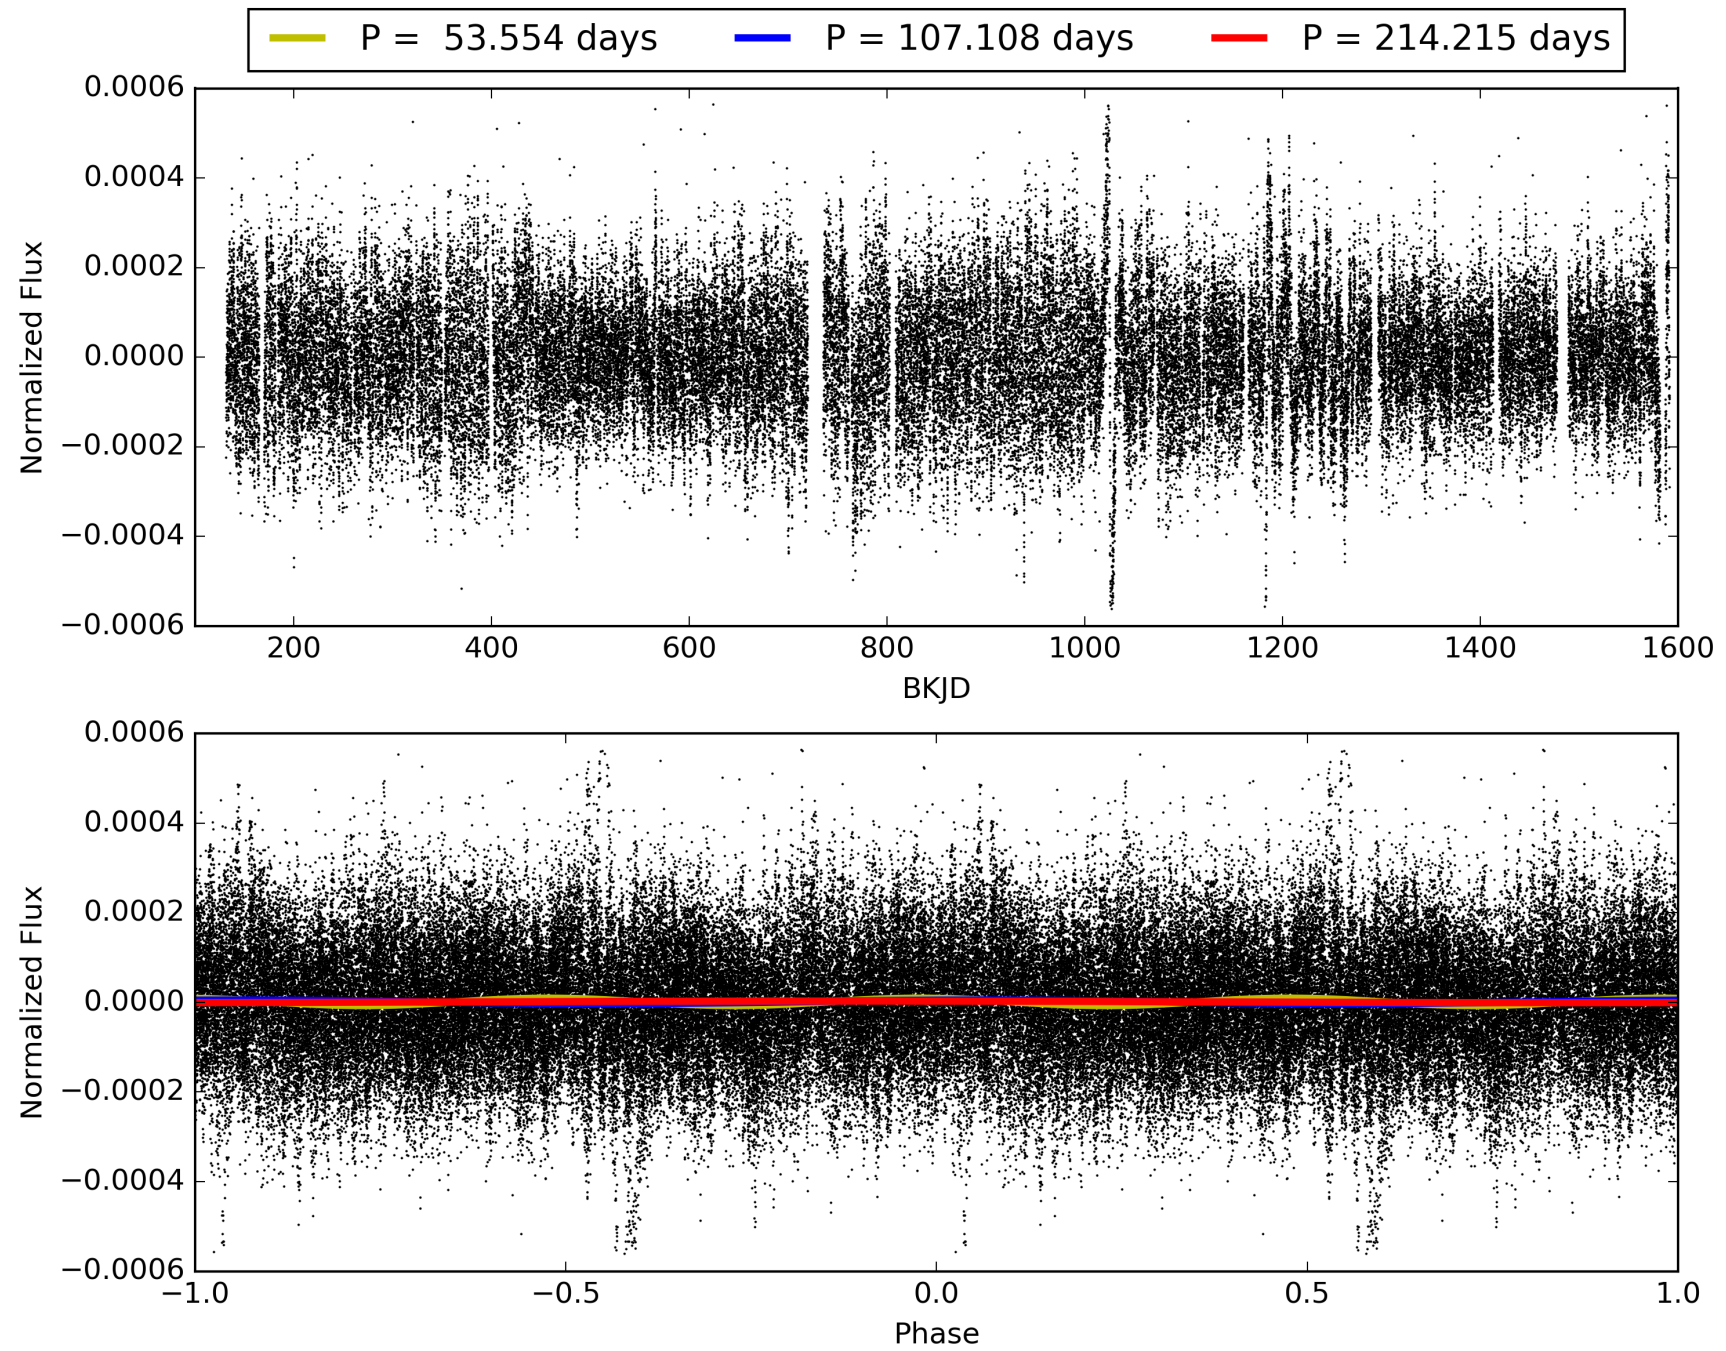 P =  53.554 days P = 107.108 days P = 214.215 days
0.0006
0.0004
0.0002
0.0000
−0.0002
−0.0004
−0.0006
Normalized Flux
200 400 600 800 1000 1200 1400 1600
BKJD
0.0006
0.0004
0.0002
0.0000
−0.0002
−0.0004
−0.0006
Normalized Flux
−1.0 −0.5 0.0 0.5 1.0
Phase